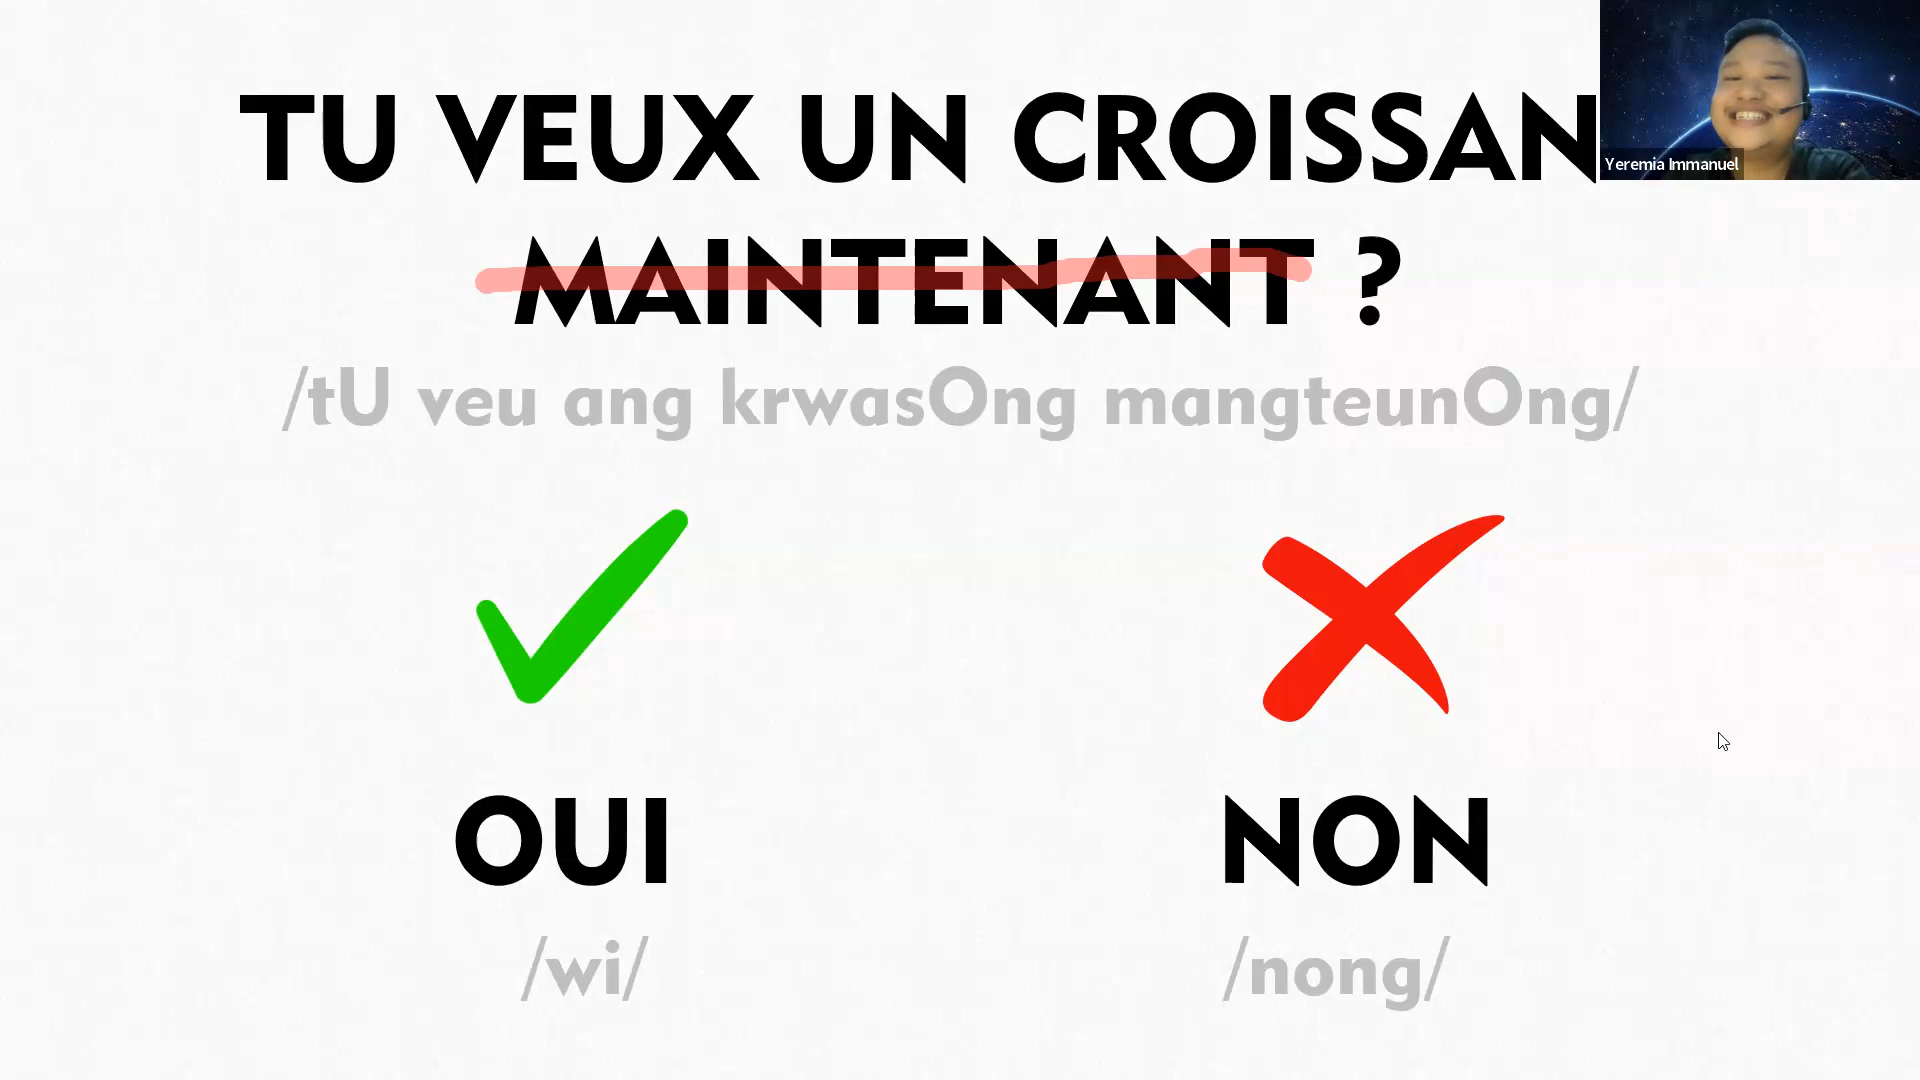 TU VEUX UN CROISSAN
Yeremia Immanuel
MAINTENANT ?
/tU veu ang krwasOng mangteunOng/
OUI
NON
/wi/
/nong/